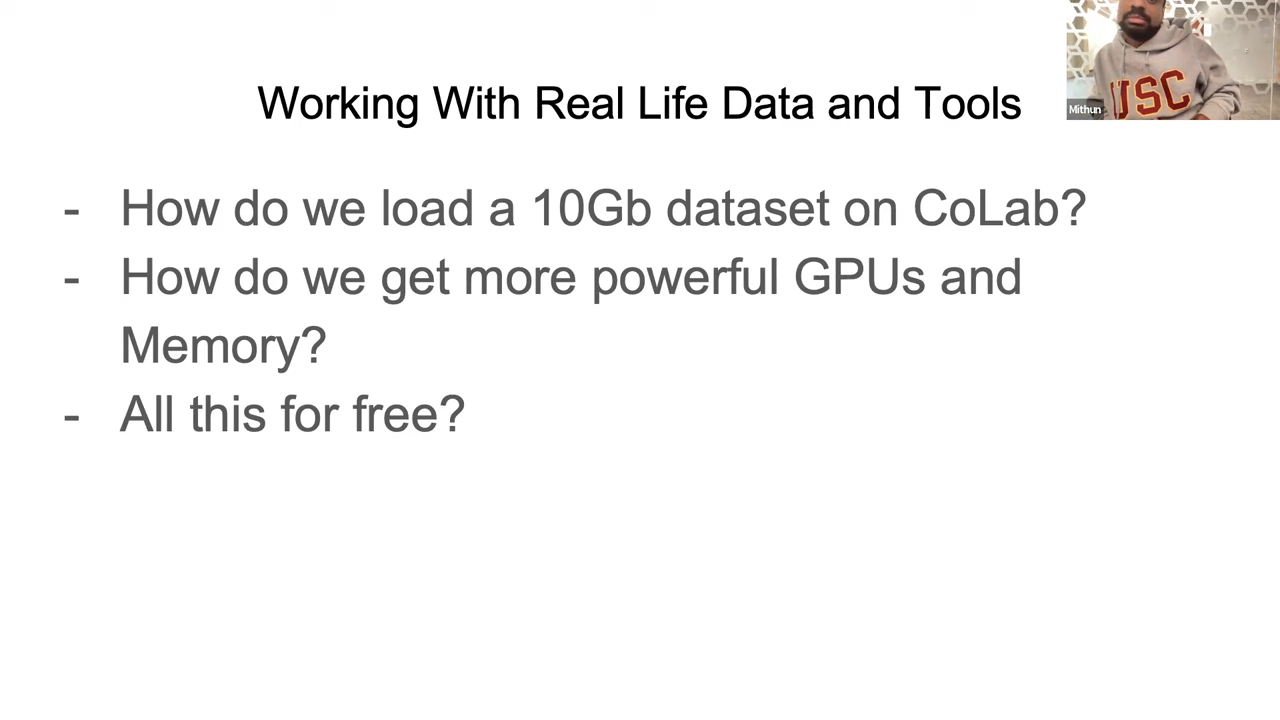 Working With Real Life Data and Tools
- How do we load a 10Gb dataset on CoLab?
- How do we get more powerful GPUs and
Memory?
- All this for free?
USC
Mithun